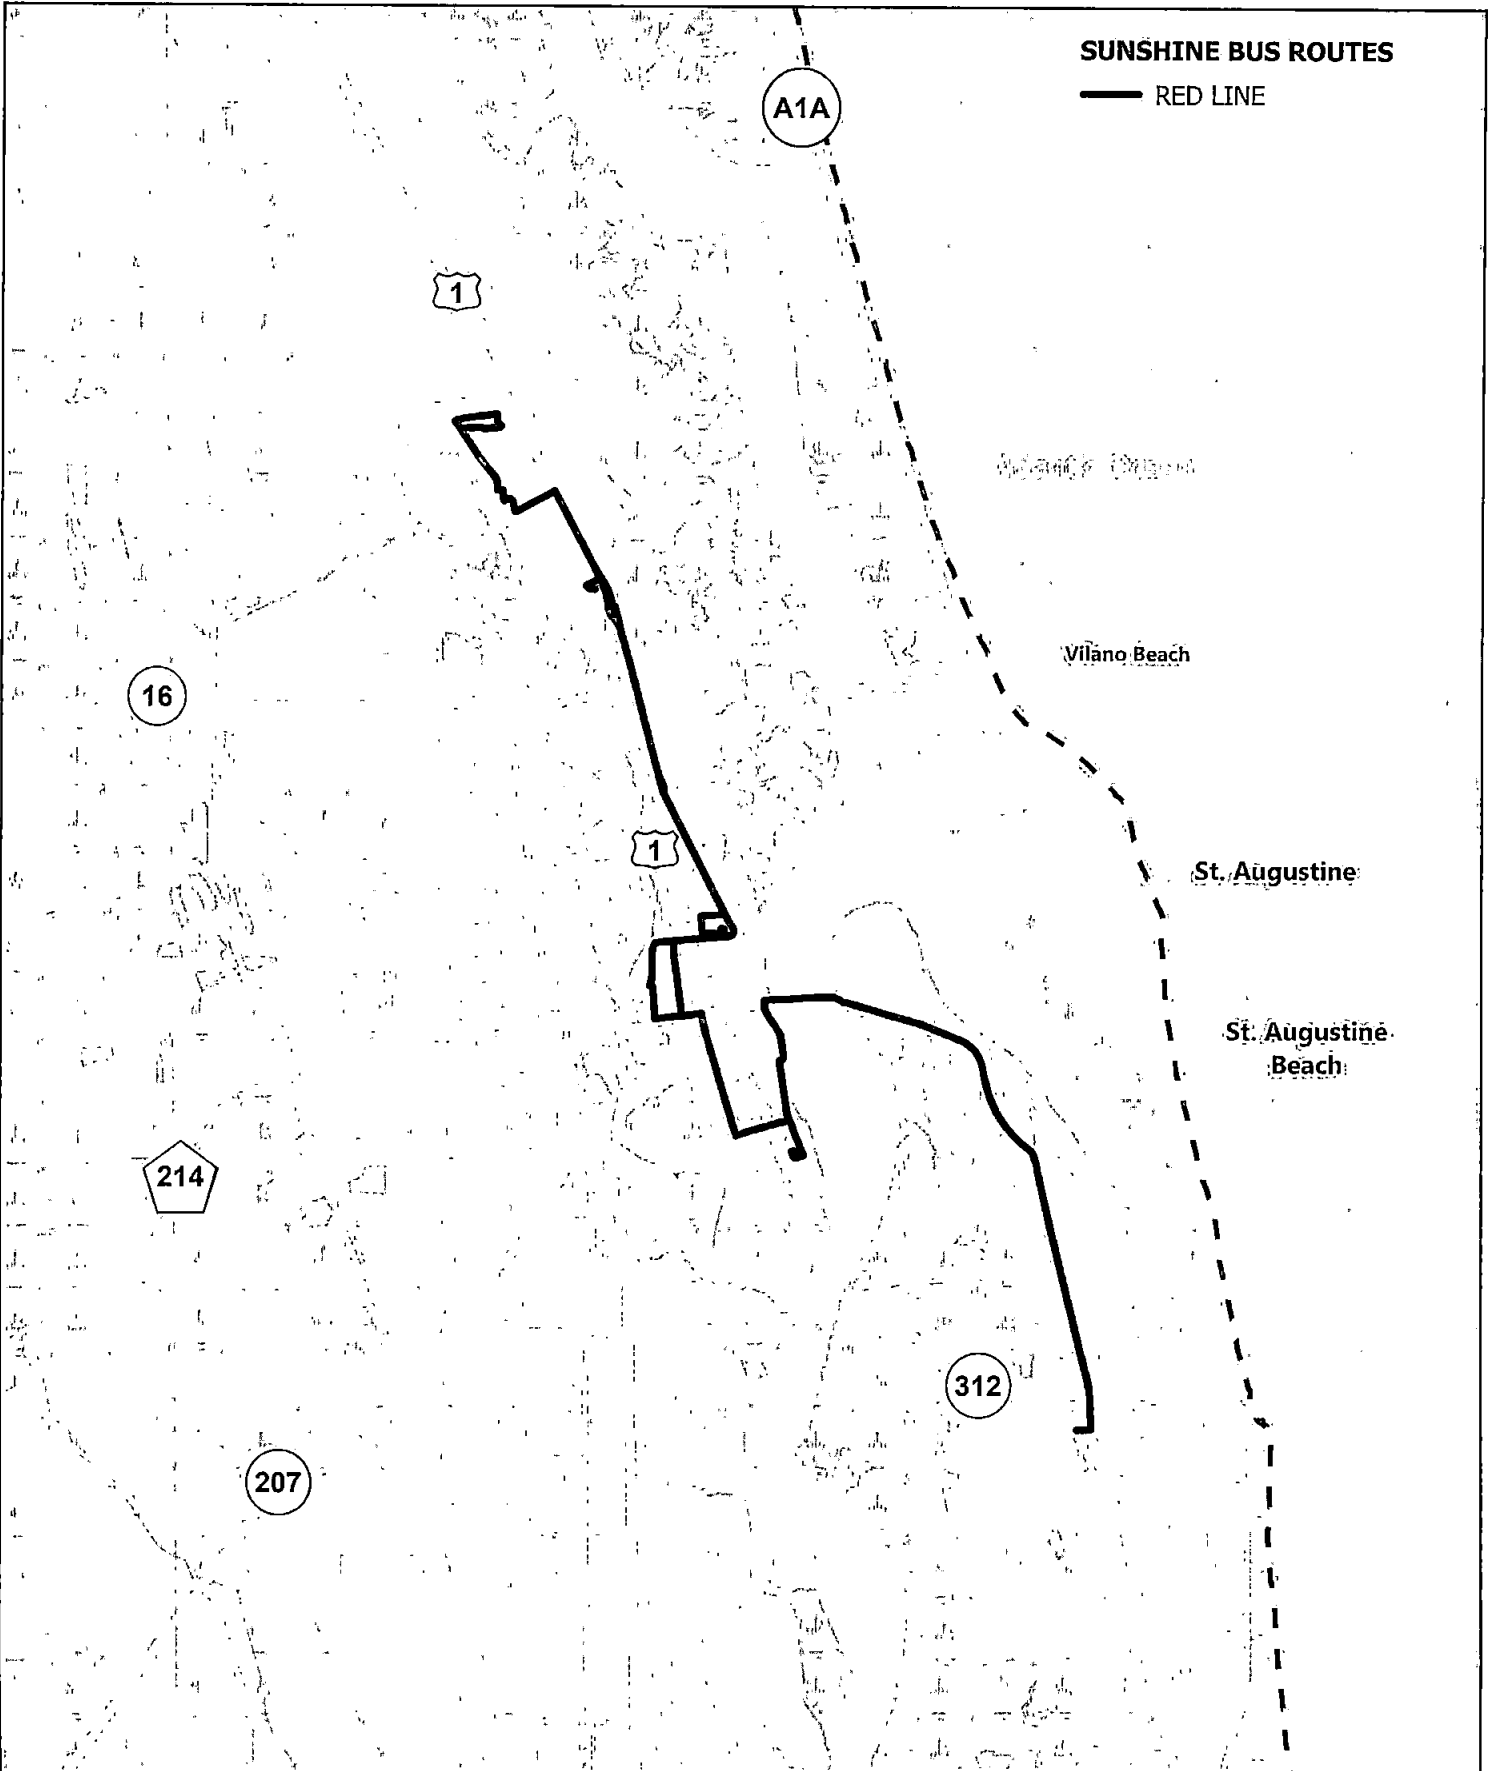 SUNSHINE BUS ROUTES
RED LINE
A1A
1
Vilano Beach
16
1
St. Augustine
St. Augustine
Beach
214
312
207